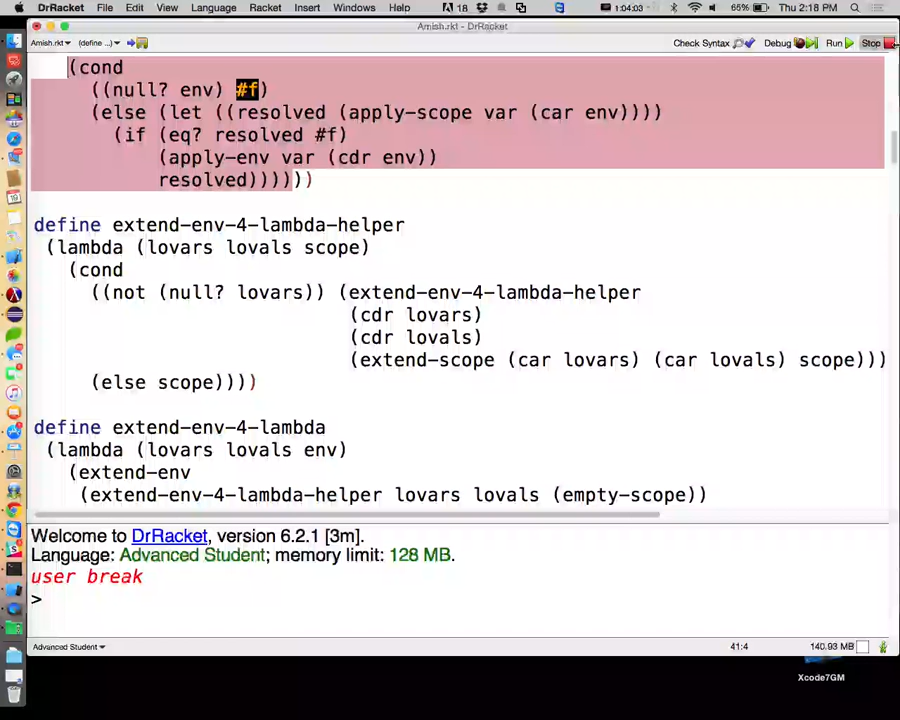 DrRacket File Edit View Language Racket Insert Windows Help 18 1:04:03 66% Thu 2:18 PM
Amish.rkt - DrRacket
Amish.rkt (define ...) Check Syntax Debug Run Stop
(cond
((null? env) #f)
(else (let ((resolved (apply-scope var (car env))))
(if (eq? resolved #f)
(apply-env var (cdr env))
resolved))))))
define extend-env-4-lambda-helper
(lambda (lovars lovals scope)
(cond
((not (null? lovars)) (extend-env-4-lambda-helper
(cdr lovars)
(cdr lovals)
(extend-scope (car lovars) (car lovals) scope)))
(else scope))))
define extend-env-4-lambda
(lambda (lovars lovals env)
(extend-env
(extend-env-4-lambda-helper lovars lovals (empty-scope))
Welcome to DrRacket, version 6.2.1 [3m].
Language: Advanced Student; memory limit: 128 MB.
user break
>
Advanced Student 41:4 140.93 MB
Xcode7GM